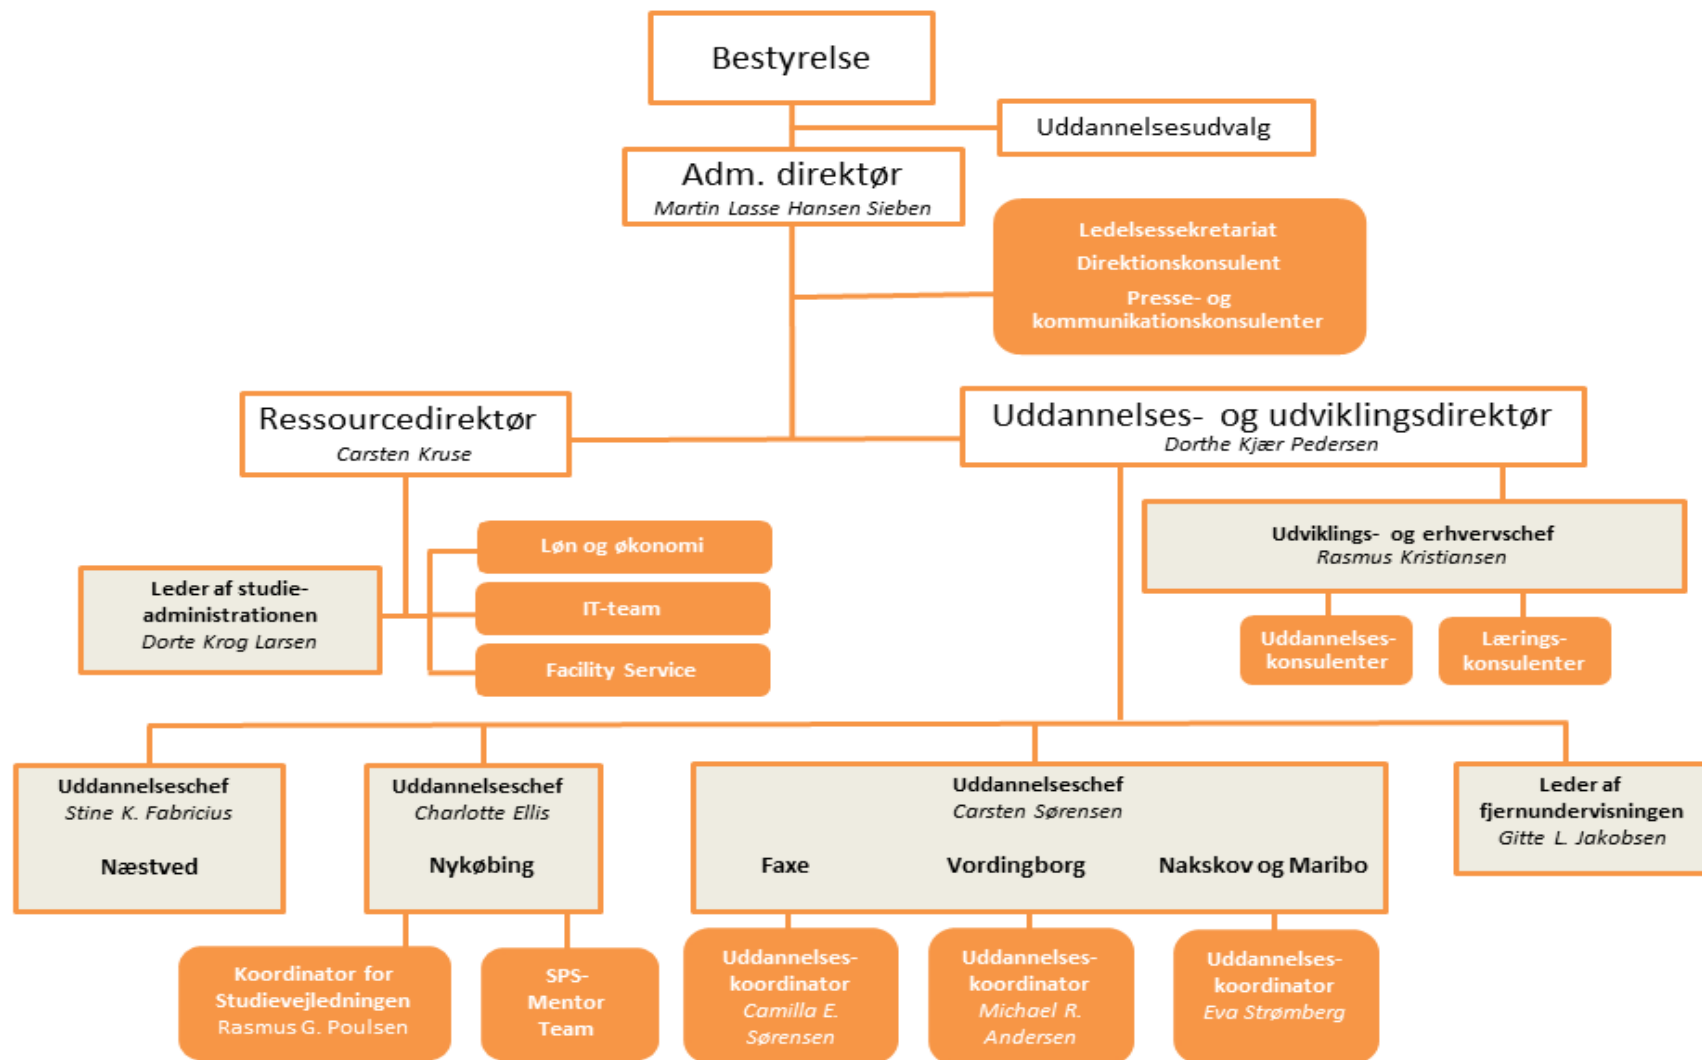 Bestyrelse
Uddannelsesudvalg
Adm. direktør
Martin Lasse Hansen Sieben
Ledelsessekretariat
Direktionskonsulent
Presse- og
kommunikationskonsulenter
Ressourcedirektør
Carsten Kruse
Uddannelses- og udviklingsdirektør
Dorthe Kjær Pedersen
Udviklings- og erhvervschef
Rasmus Kristiansen
Løn og økonomi
IT-team
Facility Service
Leder af studie-
administrationen
Dorte Krog Larsen
Uddannelses-
konsulenter
Lærings-
konsulenter
Uddannelseschef
Stine K. Fabricius
Næstved
Uddannelseschef
Charlotte Ellis
Nykøbing
Uddannelseschef
Carsten Sørensen
Faxe
Vordingborg
Nakskov og Maribo
Leder af
fjernundervisningen
Gitte L. Jakobsen
Koordinator for
Studievejledningen
Rasmus G. Poulsen
SPS-
Mentor
Team
Uddannelses-
koordinator
Camilla E.
Sørensen
Uddannelses-
koordinator
Michael R.
Andersen
Uddannelses-
koordinator
Eva Strømberg